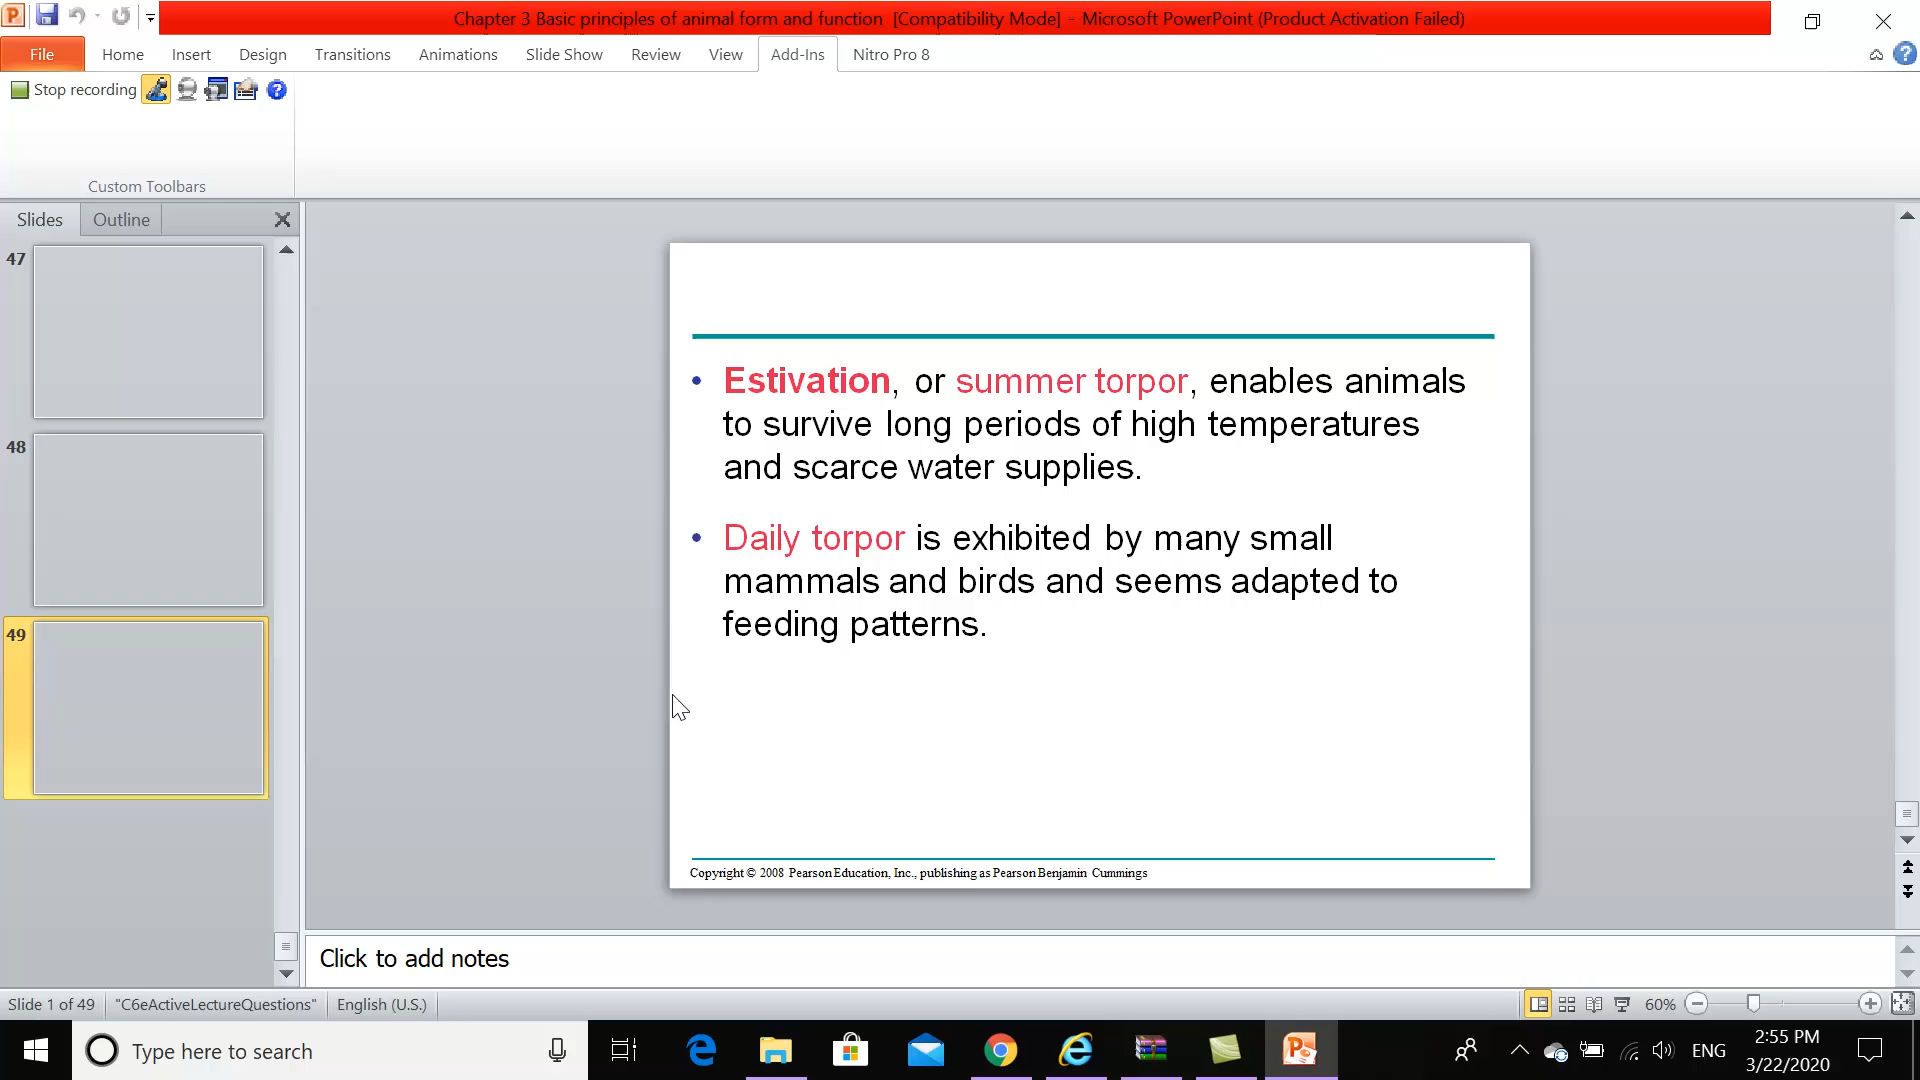 Chapter 3 Basic principles of animal form and function [Compatibility Mode] - Microsoft PowerPoint (Product Activation Failed)
File Home Insert Design Transitions Animations Slide Show Review View Add-Ins Nitro Pro 8
Stop recording
Custom Toolbars
Slides Outline
47
48
49
• Estivation, or summer torpor, enables animals
to survive long periods of high temperatures
and scarce water supplies.
• Daily torpor is exhibited by many small
mammals and birds and seems adapted to
feeding patterns.
Copyright © 2008 Pearson Education, Inc., publishing as Pearson Benjamin Cummings
Click to add notes
Slide 1 of 49 "C6eActiveLectureQuestions" English (U.S.) 60%
Type here to search
ENG
2:55 PM
3/22/2020